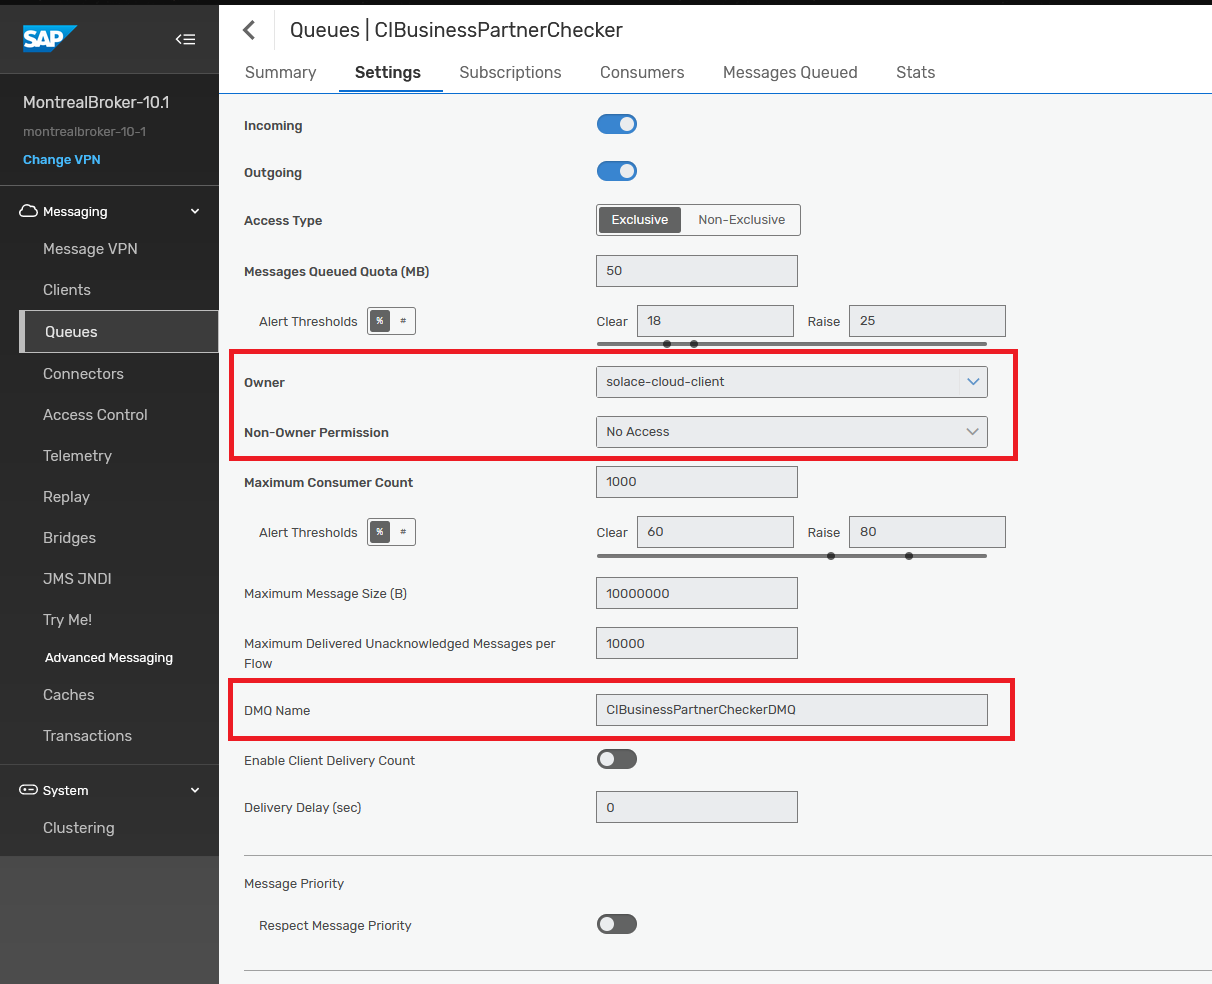 SAP
MontrealBroker-10.1
montrealbroker-10-1
Change VPN
Messaging
Message VPN
Clients
Queues
Connectors
Access Control
Telemetry
Replay
Bridges
JMS JNDI
Try Me!
Advanced Messaging
Caches
Transactions
System
Clustering
Queues | CIBusinessPartnerChecker
Summary Settings Subscriptions Consumers Messages Queued Stats
Incoming
Outgoing
Access Type Exclusive Non-Exclusive
Messages Queued Quota (MB) 50
Alert Thresholds % # Clear 18 Raise 25
Owner solace-cloud-client
Non-Owner Permission No Access
Maximum Consumer Count 1000
Alert Thresholds % # Clear 60 Raise 80
Maximum Message Size (B) 10000000
Maximum Delivered Unacknowledged Messages per 10000
Flow
DMQ Name CIBusinessPartnerCheckerDMQ
Enable Client Delivery Count
Delivery Delay (sec) 0
Message Priority
Respect Message Priority